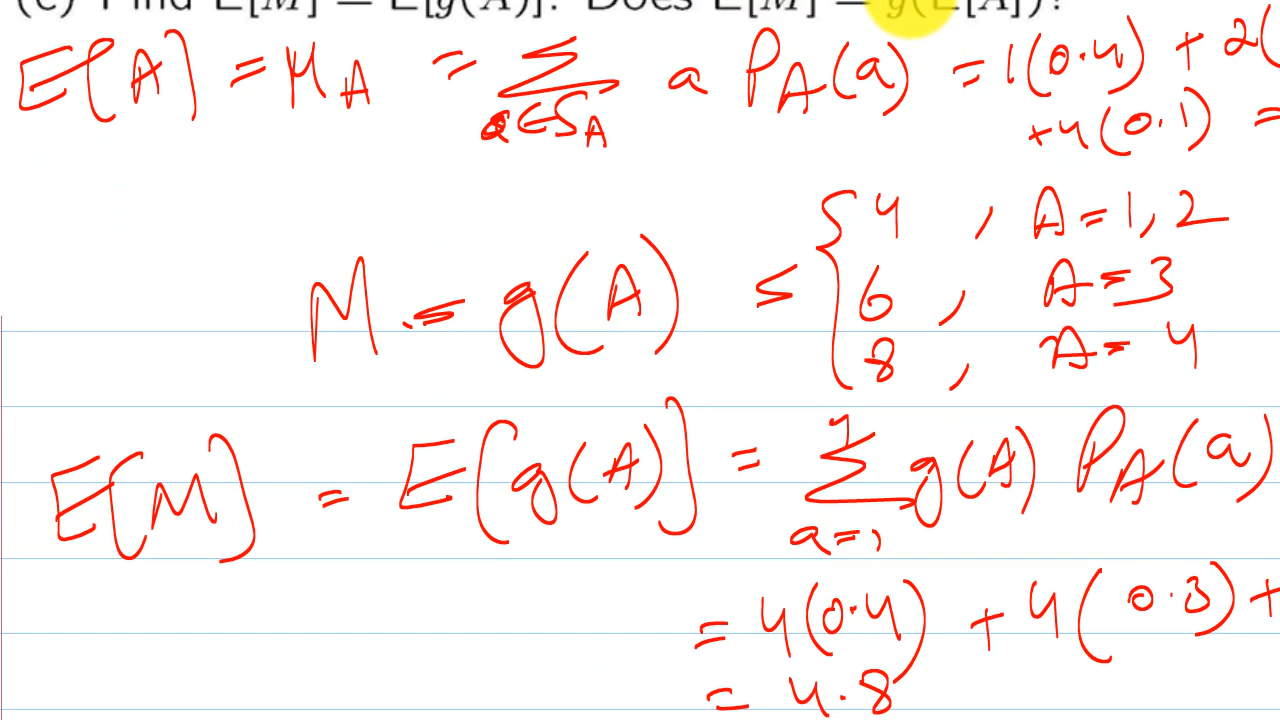 (c) Find E[M] = E[g(A)]. Does E[M] = g(E[A])?
E[A] = μA = Σ a∈SA a PA(a) = 1(0.4) + 2(
+4(0.1) =
M = g(A) = { 4 , A = 1, 2
6 , A = 3
8 , A = 4
E[M] = E[g(A)] = Σ a=1 4 g(A) PA(a)
= 4(0.4) + 4(0.3) +
= 4.8